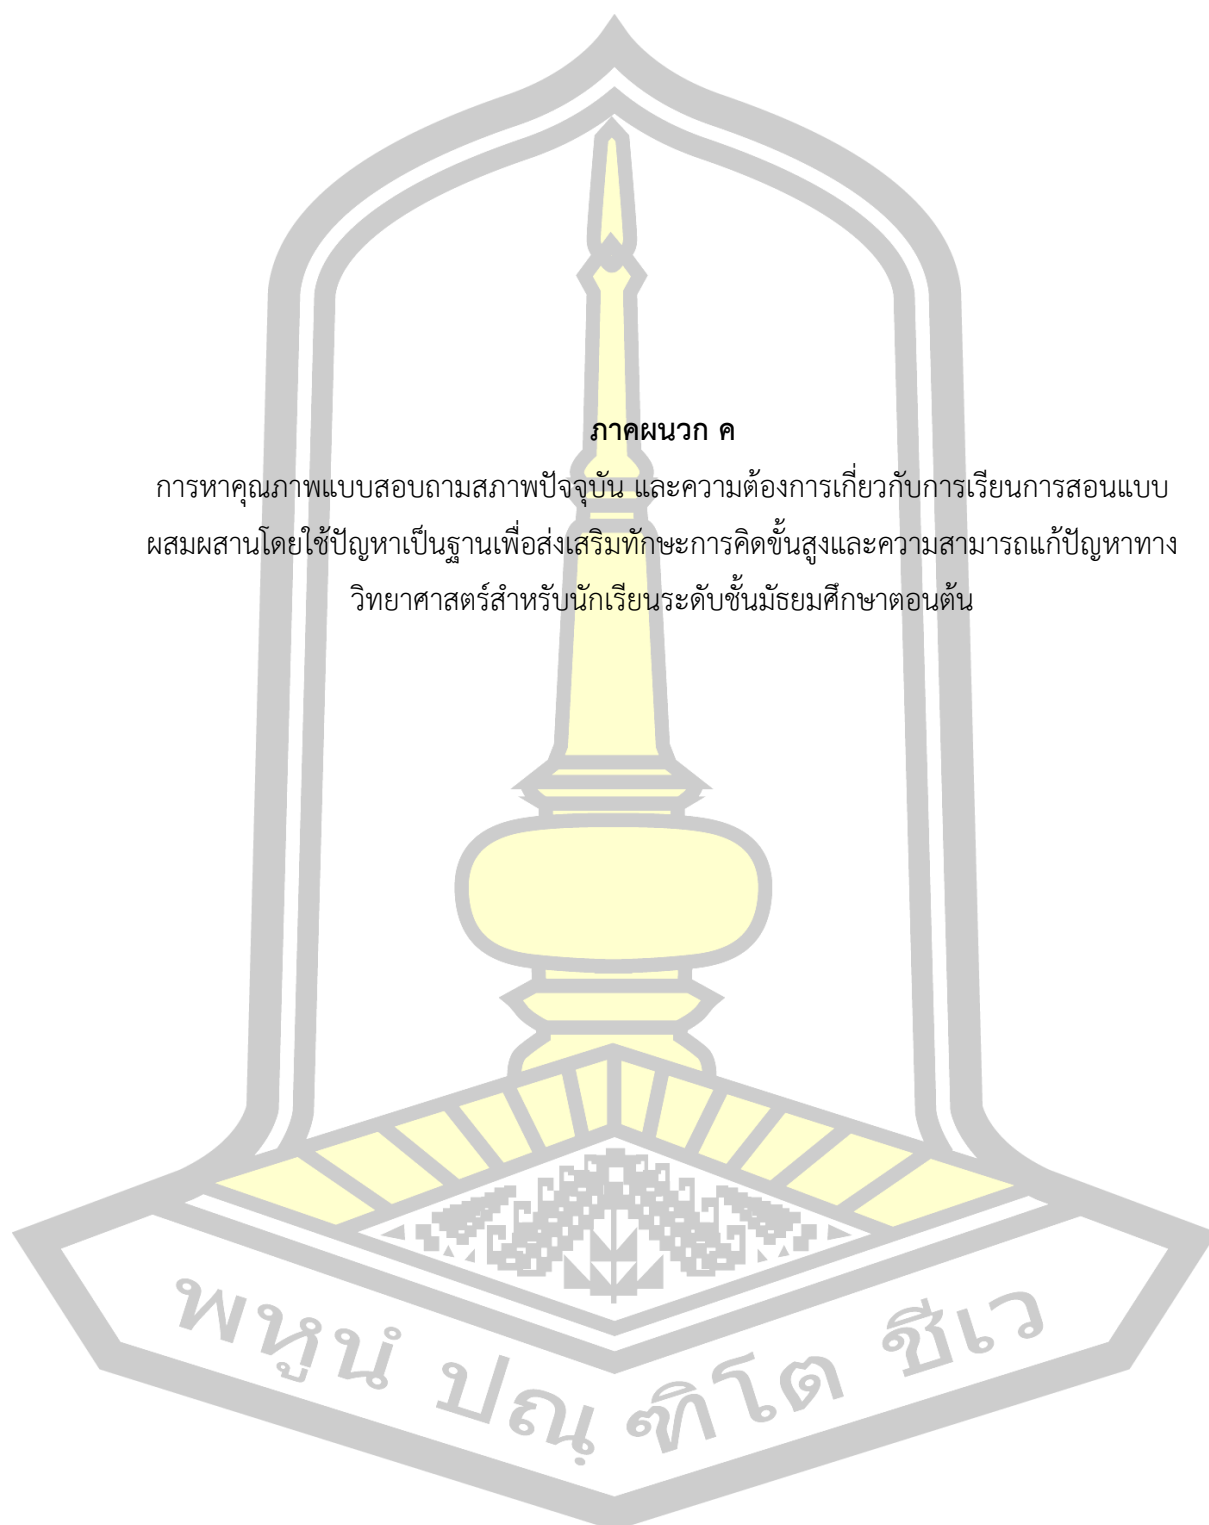 ภาคผนวก ค
การหาคุณภาพแบบสอบถามสภาพปัจจุบัน และความต้องการเกี่ยวกับการเรียนการสอนแบบ
ผสมผสานโดยใช้ปัญหาเป็นฐานเพื่อส่งเสริมทักษะการคิดขั้นสูงและความสามารถแก้ปัญหาทาง
วิทยาศาสตร์สำหรับนักเรียนระดับชั้นมัธยมศึกษาตอนต้น
พหูนํ ปณฺฑิโต ชีเว